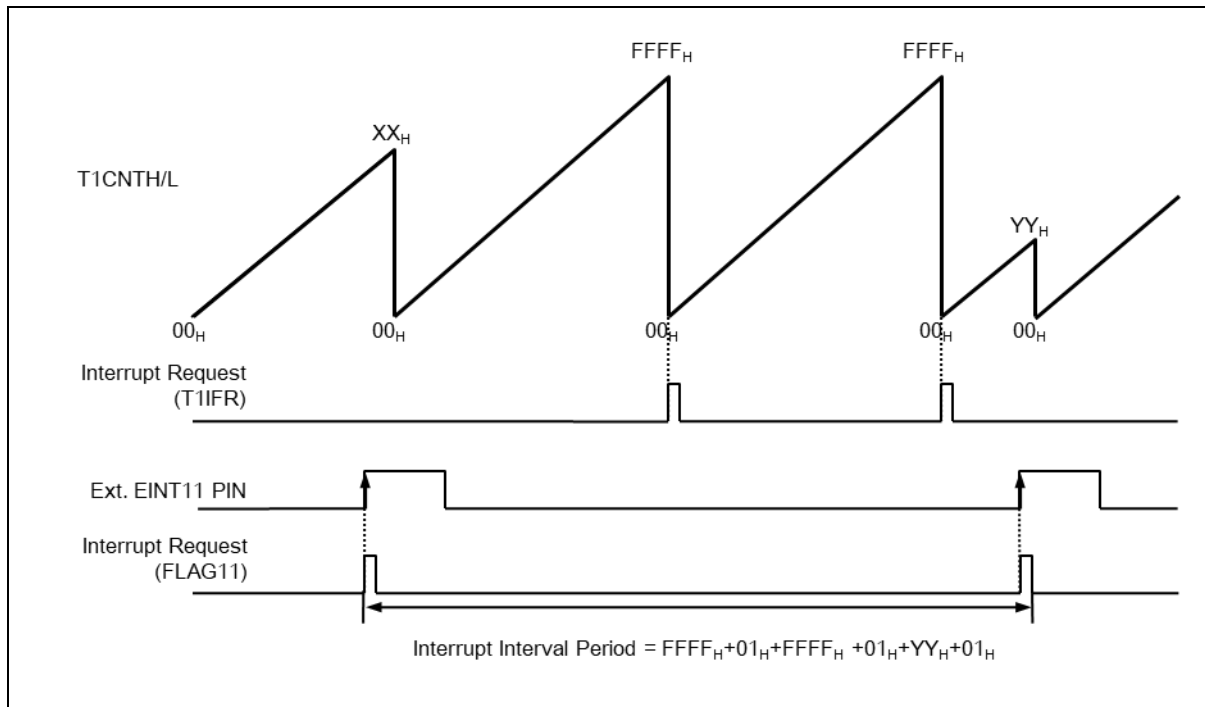 FFFFH FFFFH
XXH
T1CNTH/L
YYH
00H 00H 00H 00H 00H
Interrupt Request
(T1IFR)
Ext. EINT11 PIN
Interrupt Request
(FLAG11)
Interrupt Interval Period = FFFFH+01H+FFFFH +01H+YYH+01H